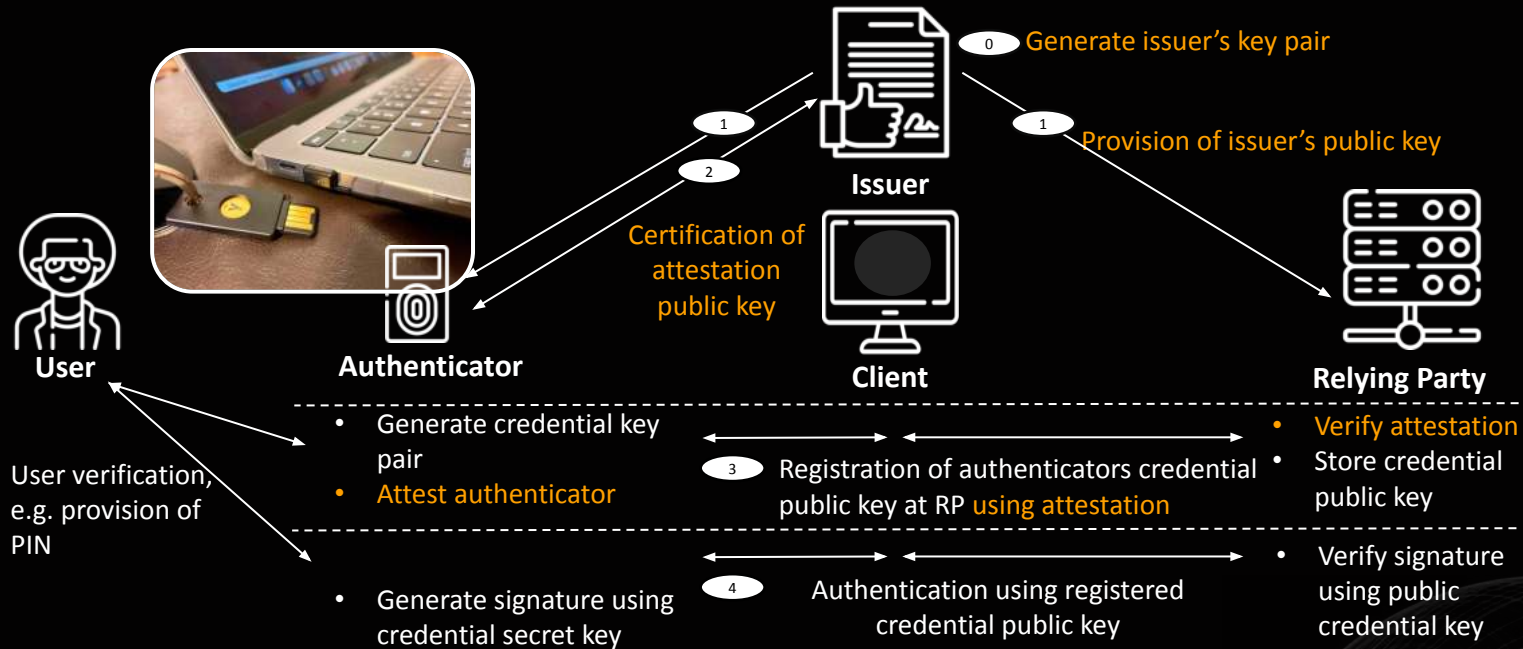 0
Generate issuer's key pair
1
1
Provision of issuer's public key
2
Issuer
Certification of
attestation
public key
User
Authenticator
Client
Relying Party
• Generate credential key
pair
• Attest authenticator
3
Registration of authenticators credential
public key at RP using attestation
• Verify attestation
• Store credential
public key
User verification,
e.g. provision of
PIN
• Generate signature using
credential secret key
4
Authentication using registered
credential public key
• Verify signature
using public
credential key